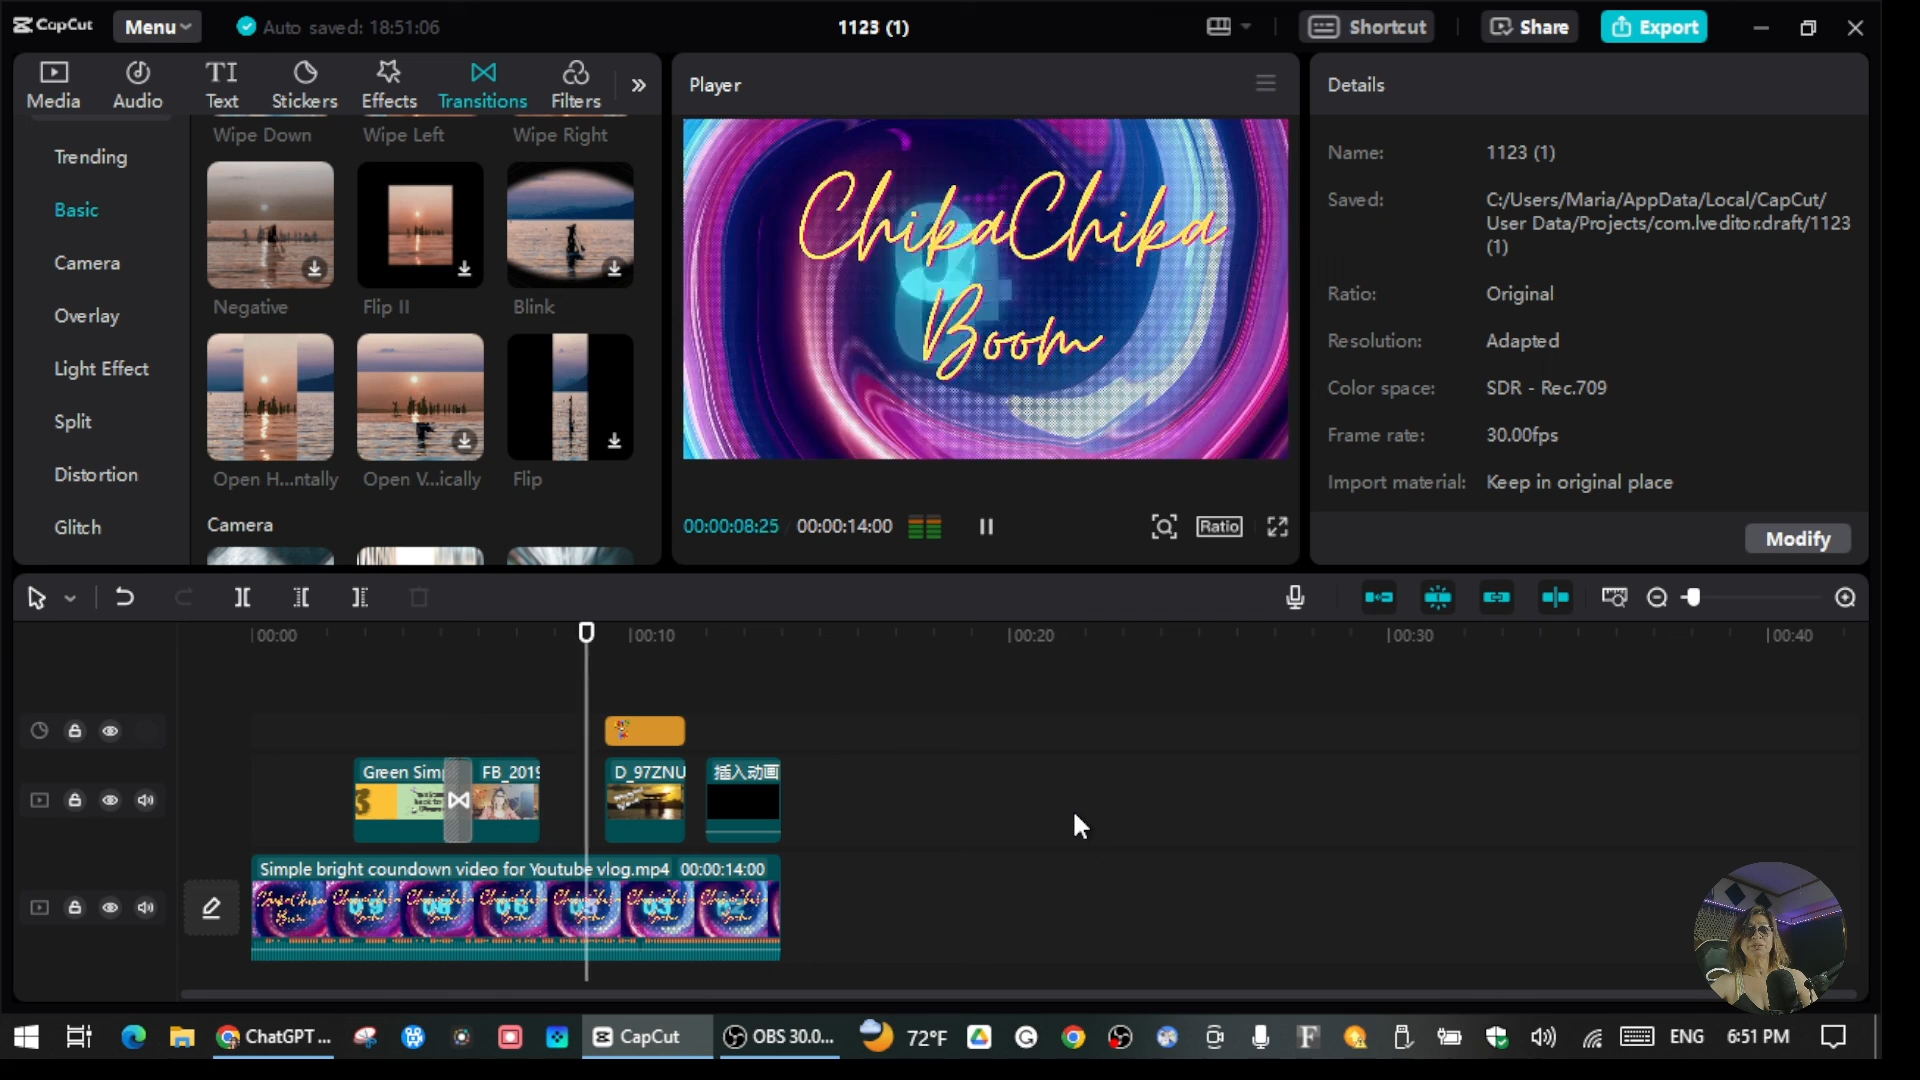 CapCut
Menu
Auto saved: 18:51:06
1123 (1)
Shortcut
Share
Export
Media
Audio
TI
Text
Stickers
Effects
Transitions
Filters
Player
Details
Wipe Down
Wipe Left
Wipe Right
Trending
Basic
Camera
Overlay
Light Effect
Split
Distortion
Glitch
Negative
Flip II
Blink
Open H...ntally
Open V...ically
Flip
Camera
ChikaChika
Boom
00:00:08:25
00:00:14:00
Ratio
Name:
1123 (1)
Saved:
C:/Users/Maria/AppData/Local/CapCut/
User Data/Projects/com.lveditor.draft/1123
(1)
Ratio:
Original
Resolution:
Adapted
Color space:
SDR - Rec.709
Frame rate:
30.00fps
Import material:
Keep in original place
Modify
00:00
00:10
00:20
00:30
00:40
Green Sim
FB_2019
D_97ZNU
插入动画
Simple bright coundown video for Youtube vlog.mp4 00:00:14:00
ChatGPT ...
CapCut
OBS 30.0...
72°F
ENG
6:51 PM